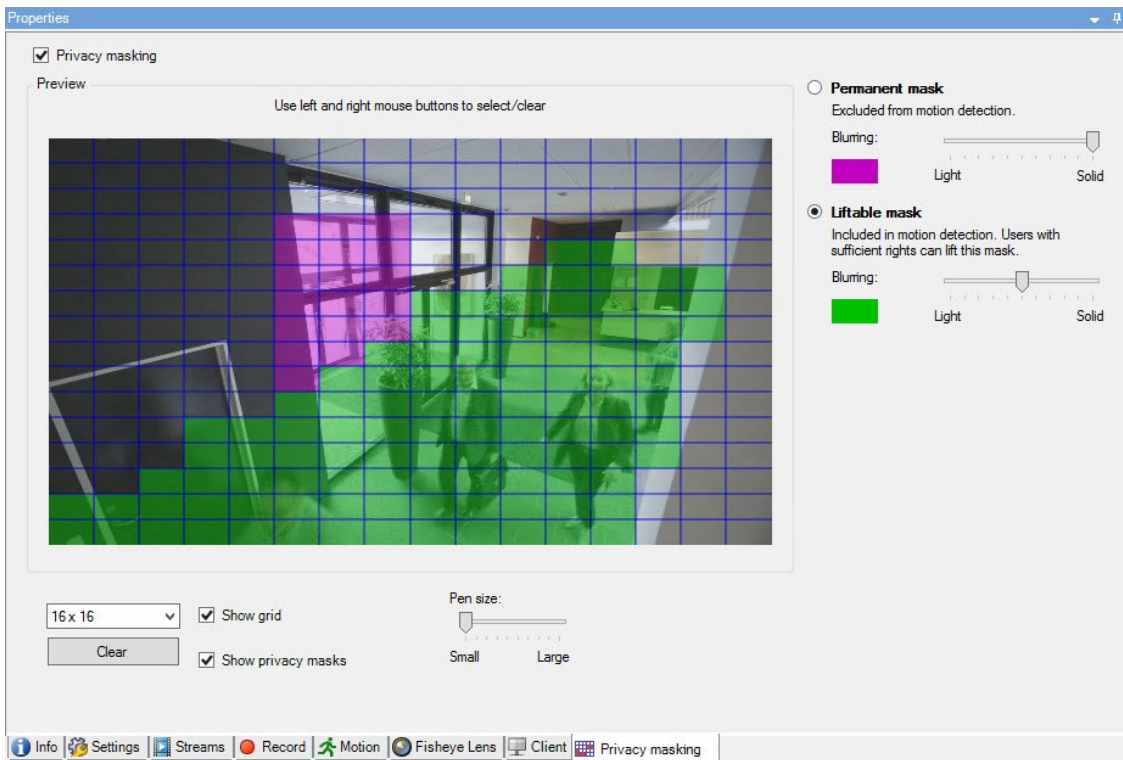 Properties
Privacy masking
Preview
Use left and right mouse buttons to select/clear
Permanent mask
Excluded from motion detection.
Blurring:
Light Solid
Liftable mask
Included in motion detection. Users with
sufficient rights can lift this mask.
Blurring:
Light Solid
16 x 16
Show grid
Pen size:
Clear
Show privacy masks
Small Large
Info Settings Streams Record Motion Fisheye Lens Client Privacy masking